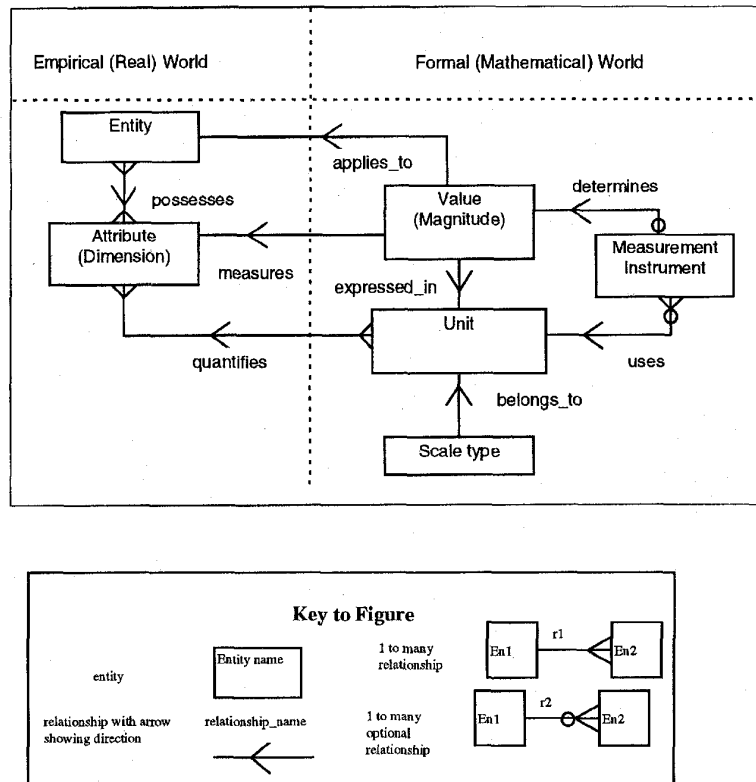 Empirical (Real) World
Formal (Mathematical) World
Entity
applies_to
possesses
Value
(Magnitude)
determines
Attribute
(Dimension)
measures
Measurement
Instrument
expressed_in
Unit
quantifies
uses
belongs_to
Scale type
Key to Figure
entity
Entity name
1 to many
relationship
En1
r1
En2
relationship with arrow
showing direction
relationship_name
1 to many
optional
relationship
En1
r2
En2